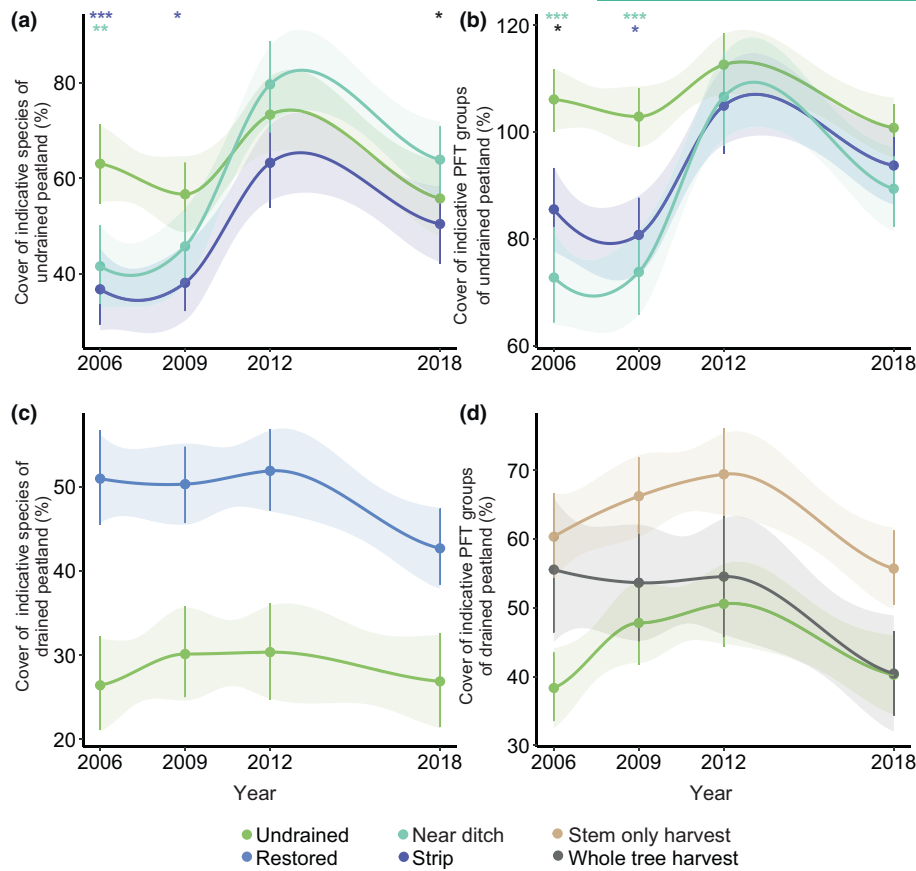 (a)
***
*
*
**
Cover of indicative species of
undrained peatland (%)
80
60
40
2006
2009
2012
2018
(b)
***
***
*
*
Cover of indicative PFT groups
of undrained peatland (%)
120
100
80
60
2006
2009
2012
2018
(c)
Cover of indicative species of
drained peatland (%)
50
40
30
20
2006
2009
2012
2018
Year
(d)
Cover of indicative PFT groups
of drained peatland (%)
70
60
50
40
30
2006
2009
2012
2018
Year
Undrained
Near ditch
Stem only harvest
Restored
Strip
Whole tree harvest